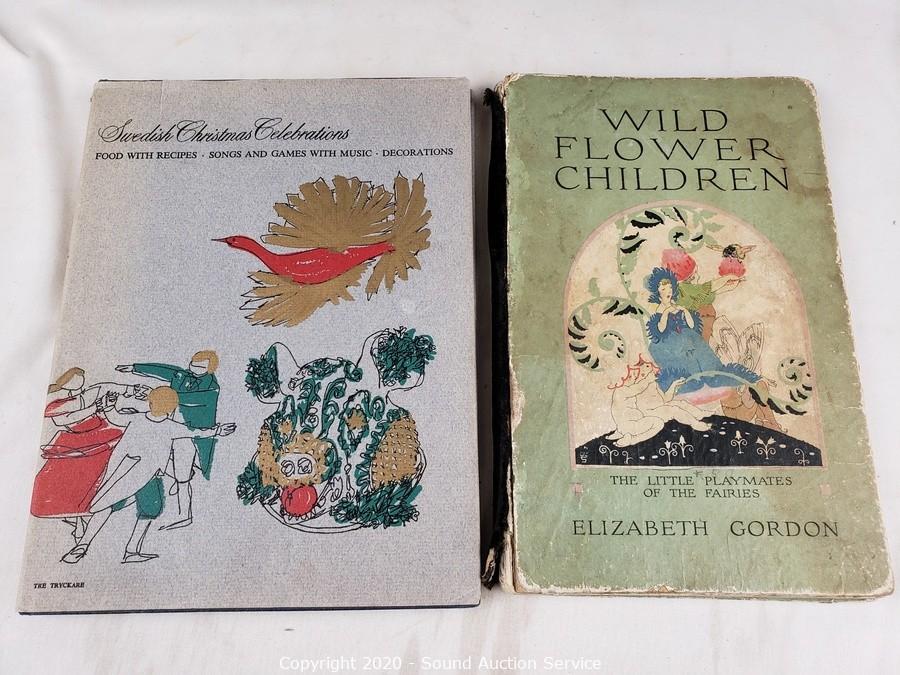 Swedish Christmas Celebrations
FOOD WITH RECIPES · SONGS AND GAMES WITH MUSIC · DECORATIONS
TRE TRYCKARE
WILD
FLOWER
CHILDREN
THE LITTLE PLAYMATES
OF THE FAIRIES
ELIZABETH GORDON
Copyright 2020 - Sound Auction Service